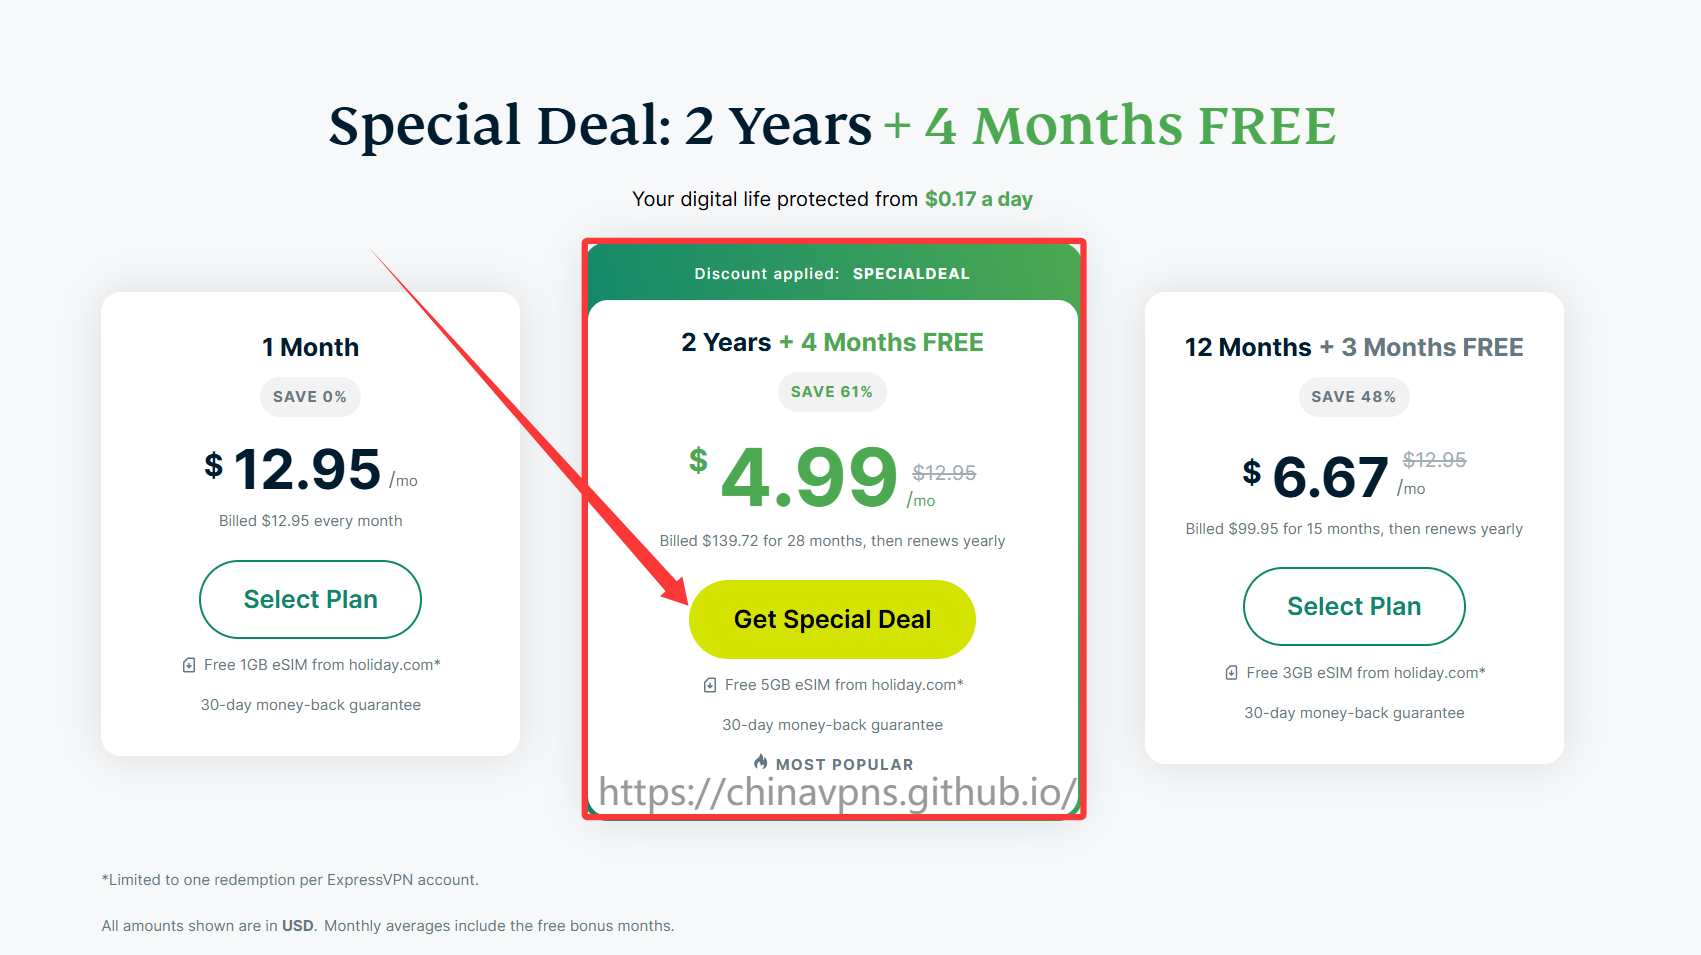 Special Deal: 2 Years + 4 Months FREE
Your digital life protected from $0.17 a day
1 Month
SAVE 0%
$ 12.95 /mo
Billed $12.95 every month
Select Plan
Free 1GB eSIM from holiday.com*
30-day money-back guarantee
Discount applied: SPECIALDEAL
2 Years + 4 Months FREE
SAVE 61%
$ 4.99 $12.95 /mo
Billed $139.72 for 28 months, then renews yearly
Get Special Deal
Free 5GB eSIM from holiday.com*
30-day money-back guarantee
MOST POPULAR
https://chinavpns.github.io/
12 Months + 3 Months FREE
SAVE 48%
$ 6.67 $12.95 /mo
Billed $99.95 for 15 months, then renews yearly
Select Plan
Free 3GB eSIM from holiday.com*
30-day money-back guarantee
*Limited to one redemption per ExpressVPN account.
All amounts shown are in USD. Monthly averages include the free bonus months.